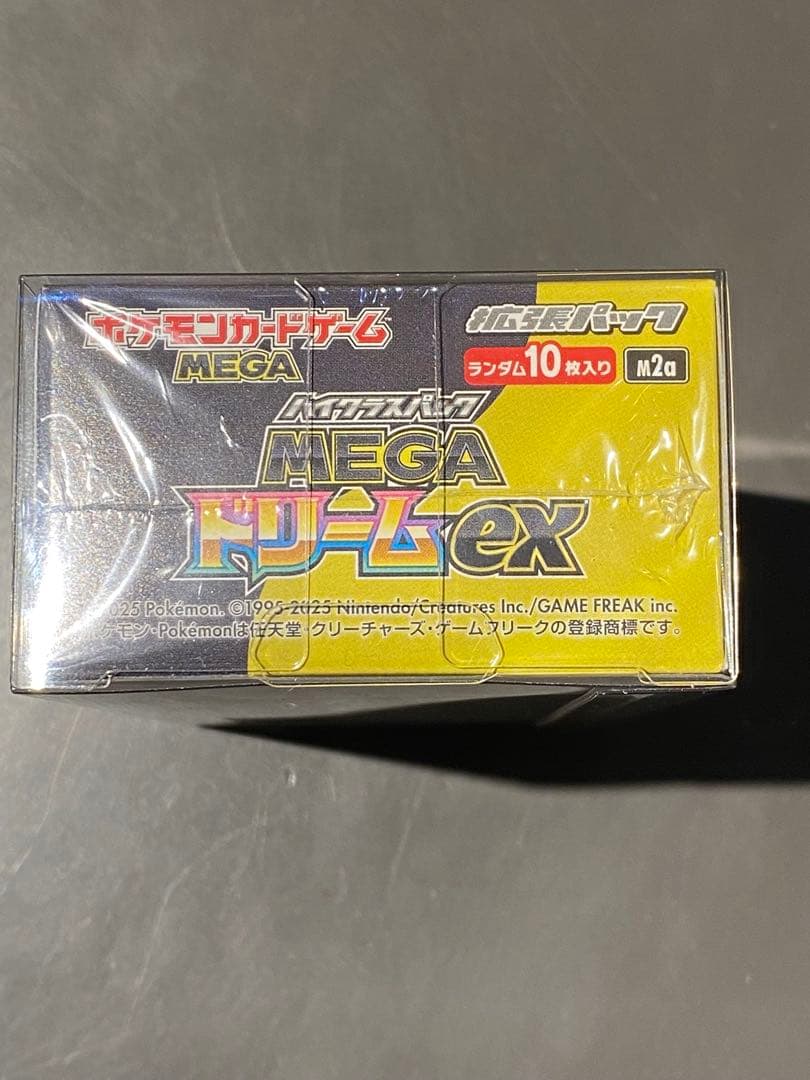 ポケモンカードゲーム
MEGA
拡張パック
ランダム10枚入り M2a
ハイクラスパック
MEGA
ドリームex
2025 Pokémon. ©1995-2025 Nintendo/Creatures Inc./GAME FREAK inc.
ポケモン・Pokémonは任天堂・クリーチャーズ・ゲームフリークの登録商標です。